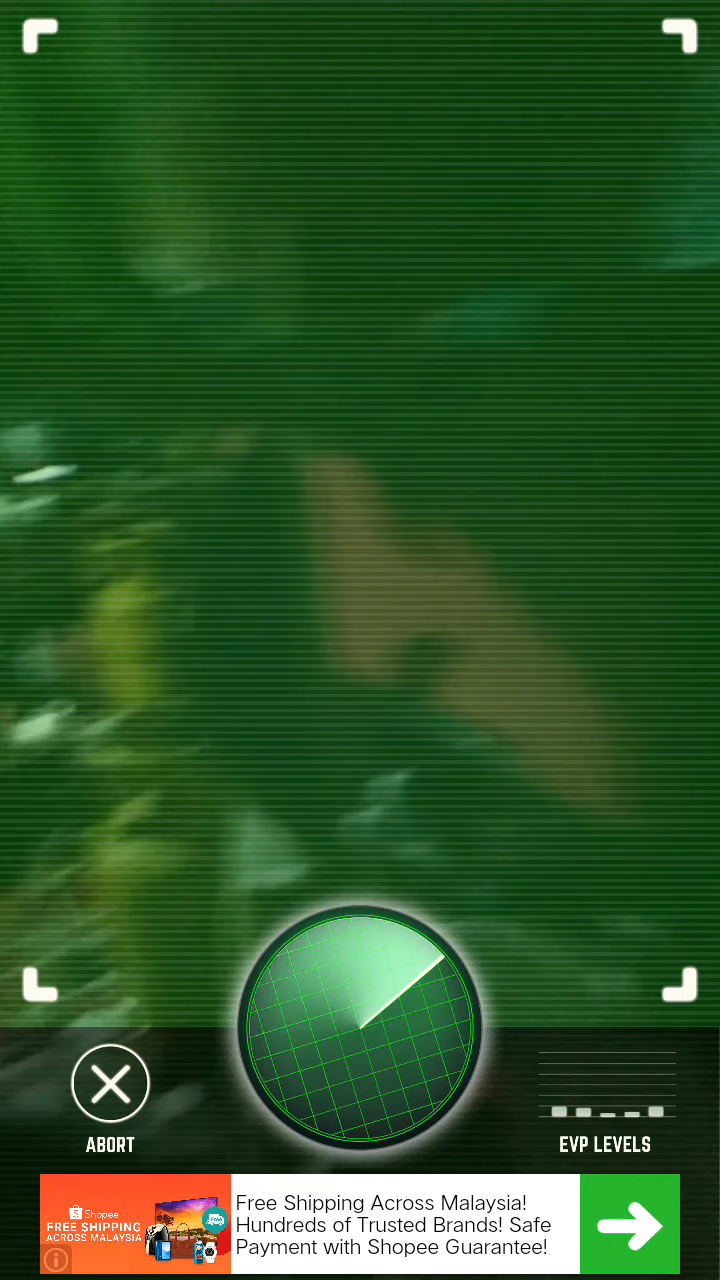 ABORT
EVP LEVELS
Shopee
FREE SHIPPING
ACROSS MALAYSIA
Free
Free Shipping Across Malaysia!
Hundreds of Trusted Brands! Safe
Payment with Shopee Guarantee!